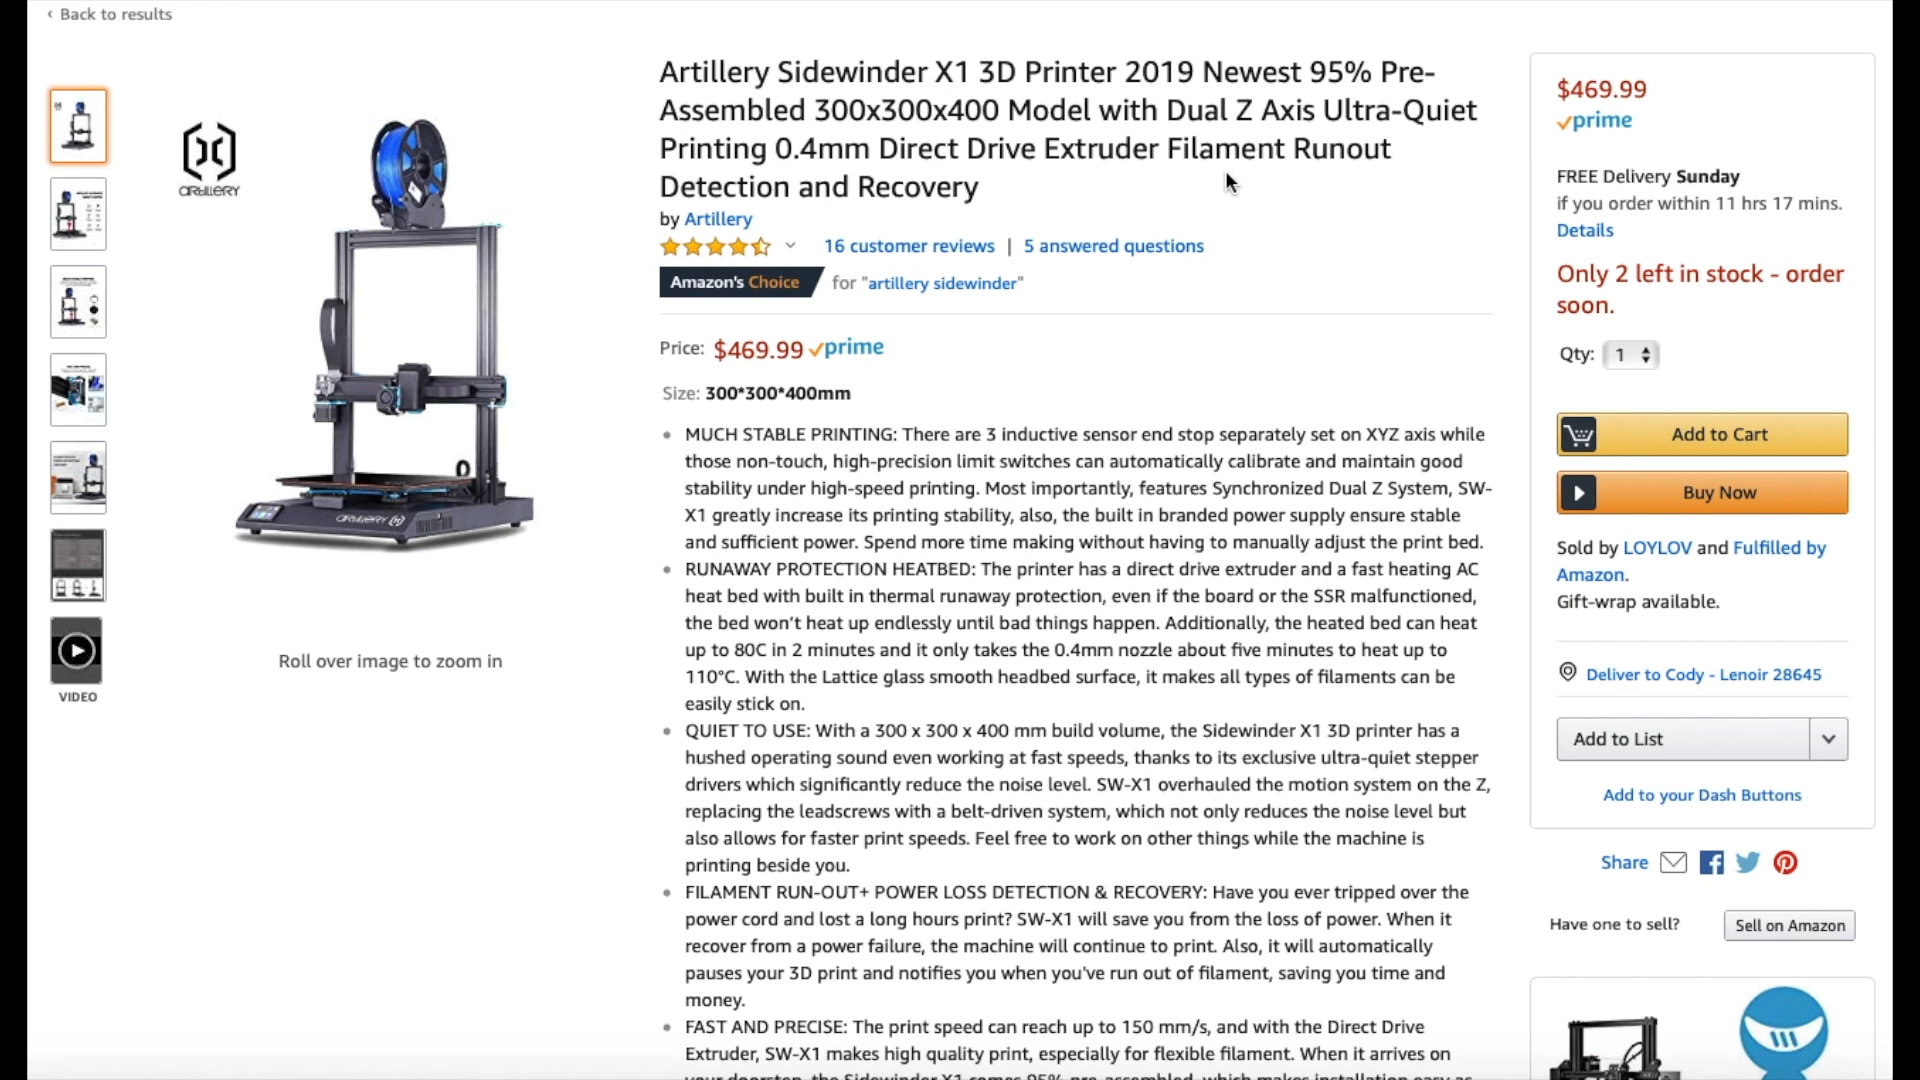 ‹ Back to results
ARTILLERY
ARTILLERY
VIDEO
Roll over image to zoom in
Artillery Sidewinder X1 3D Printer 2019 Newest 95% Pre-
Assembled 300x300x400 Model with Dual Z Axis Ultra-Quiet
Printing 0.4mm Direct Drive Extruder Filament Runout
Detection and Recovery
by Artillery
16 customer reviews | 5 answered questions
Amazon's Choice for "artillery sidewinder"
Price: $469.99 prime
Size: 300*300*400mm
• MUCH STABLE PRINTING: There are 3 inductive sensor end stop separately set on XYZ axis while
those non-touch, high-precision limit switches can automatically calibrate and maintain good
stability under high-speed printing. Most importantly, features Synchronized Dual Z System, SW-
X1 greatly increase its printing stability, also, the built in branded power supply ensure stable
and sufficient power. Spend more time making without having to manually adjust the print bed.
• RUNAWAY PROTECTION HEATBED: The printer has a direct drive extruder and a fast heating AC
heat bed with built in thermal runaway protection, even if the board or the SSR malfunctioned,
the bed won't heat up endlessly until bad things happen. Additionally, the heated bed can heat
up to 80C in 2 minutes and it only takes the 0.4mm nozzle about five minutes to heat up to
110°C. With the Lattice glass smooth headbed surface, it makes all types of filaments can be
easily stick on.
• QUIET TO USE: With a 300 x 300 x 400 mm build volume, the Sidewinder X1 3D printer has a
hushed operating sound even working at fast speeds, thanks to its exclusive ultra-quiet stepper
drivers which significantly reduce the noise level. SW-X1 overhauled the motion system on the Z,
replacing the leadscrews with a belt-driven system, which not only reduces the noise level but
also allows for faster print speeds. Feel free to work on other things while the machine is
printing beside you.
• FILAMENT RUN-OUT+ POWER LOSS DETECTION & RECOVERY: Have you ever tripped over the
power cord and lost a long hours print? SW-X1 will save you from the loss of power. When it
recover from a power failure, the machine will continue to print. Also, it will automatically
pauses your 3D print and notifies you when you've run out of filament, saving you time and
money.
• FAST AND PRECISE: The print speed can reach up to 150 mm/s, and with the Direct Drive
Extruder, SW-X1 makes high quality print, especially for flexible filament. When it arrives on
your doorstep, the Sidewinder X1 comes 95% pre-assembled, which makes installation easy as
$469.99
prime
FREE Delivery Sunday
if you order within 11 hrs 17 mins.
Details
Only 2 left in stock - order
soon.
Qty: 1
Add to Cart
Buy Now
Sold by LOYLOV and Fulfilled by
Amazon.
Gift-wrap available.
Deliver to Cody - Lenoir 28645
Add to List
Add to your Dash Buttons
Share
Have one to sell? Sell on Amazon